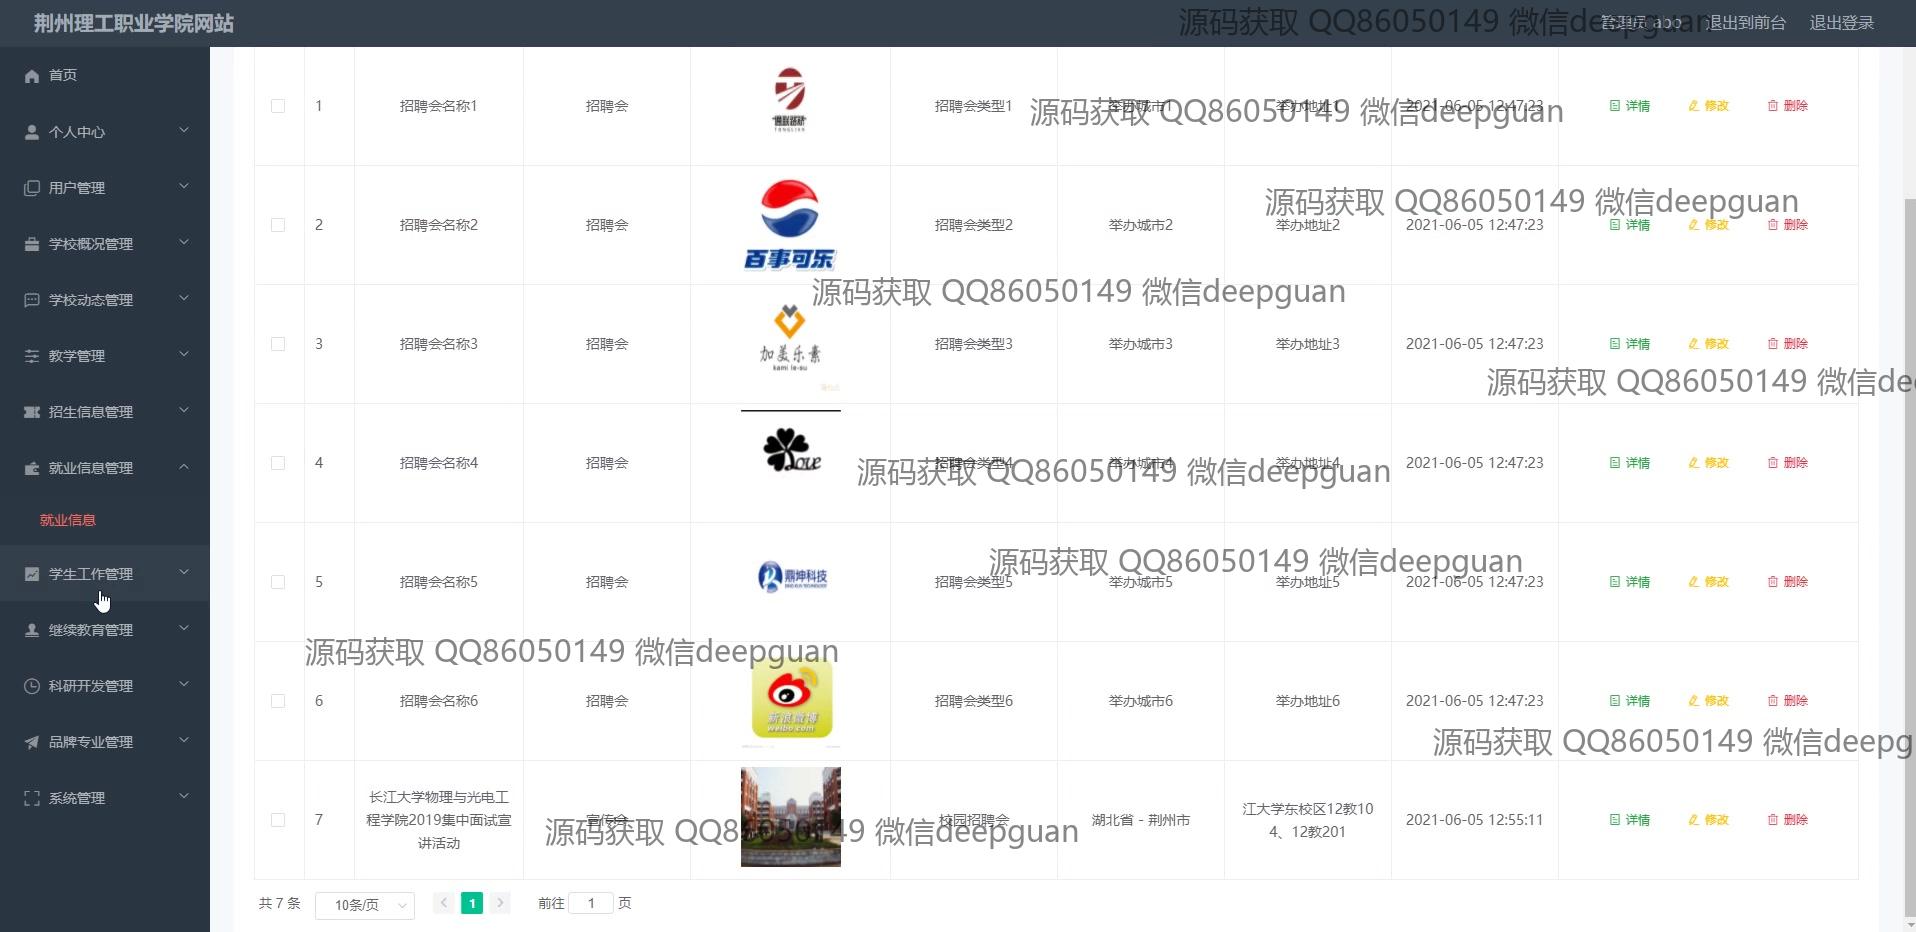 荆州理工职业学院网站
源码获取 QQ86050149 微信deepguan
管理员 abo 退出到前台 退出登录
首页
个人中心
用户管理
学校概况管理
学校动态管理
教学管理
招生信息管理
就业信息管理
就业信息
学生工作管理
继续教育管理
科研开发管理
品牌专业管理
系统管理
1 招聘会名称1 招聘会 通联路桥 TONGLIAN 招聘会类型1 举办城市1 举办地址1 2021-06-05 12:47:23 详情 修改 删除
源码获取 QQ86050149 微信deepguan
源码获取 QQ86050149 微信deepguan
2 招聘会名称2 招聘会 百事可乐 招聘会类型2 举办城市2 举办地址2 2021-06-05 12:47:23 详情 修改 删除
源码获取 QQ86050149 微信deepguan
3 招聘会名称3 招聘会 加美乐素 kami le-su 招聘会类型3 举办城市3 举办地址3 2021-06-05 12:47:23 详情 修改 删除
源码获取 QQ86050149 微信de
4 招聘会名称4 招聘会 Love 招聘会类型4 举办城市4 举办地址4 2021-06-05 12:47:23 详情 修改 删除
源码获取 QQ86050149 微信deepguan
源码获取 QQ86050149 微信deepguan
5 招聘会名称5 招聘会 鼎坤科技 招聘会类型5 举办城市5 举办地址5 2021-06-05 12:47:23 详情 修改 删除
源码获取 QQ86050149 微信deepguan
6 招聘会名称6 招聘会 新浪微博 weibo.com 招聘会类型6 举办城市6 举办地址6 2021-06-05 12:47:23 详情 修改 删除
源码获取 QQ86050149 微信deepg
7 长江大学物理与光电工程学院2019集中面试宣讲活动 宣传会 校园招聘会 湖北省 - 荆州市 江大学东校区12教104、12教201 2021-06-05 12:55:11 详情 修改 删除
源码获取 QQ86050149 微信deepguan
共 7 条 10条/页 1 前往 1 页